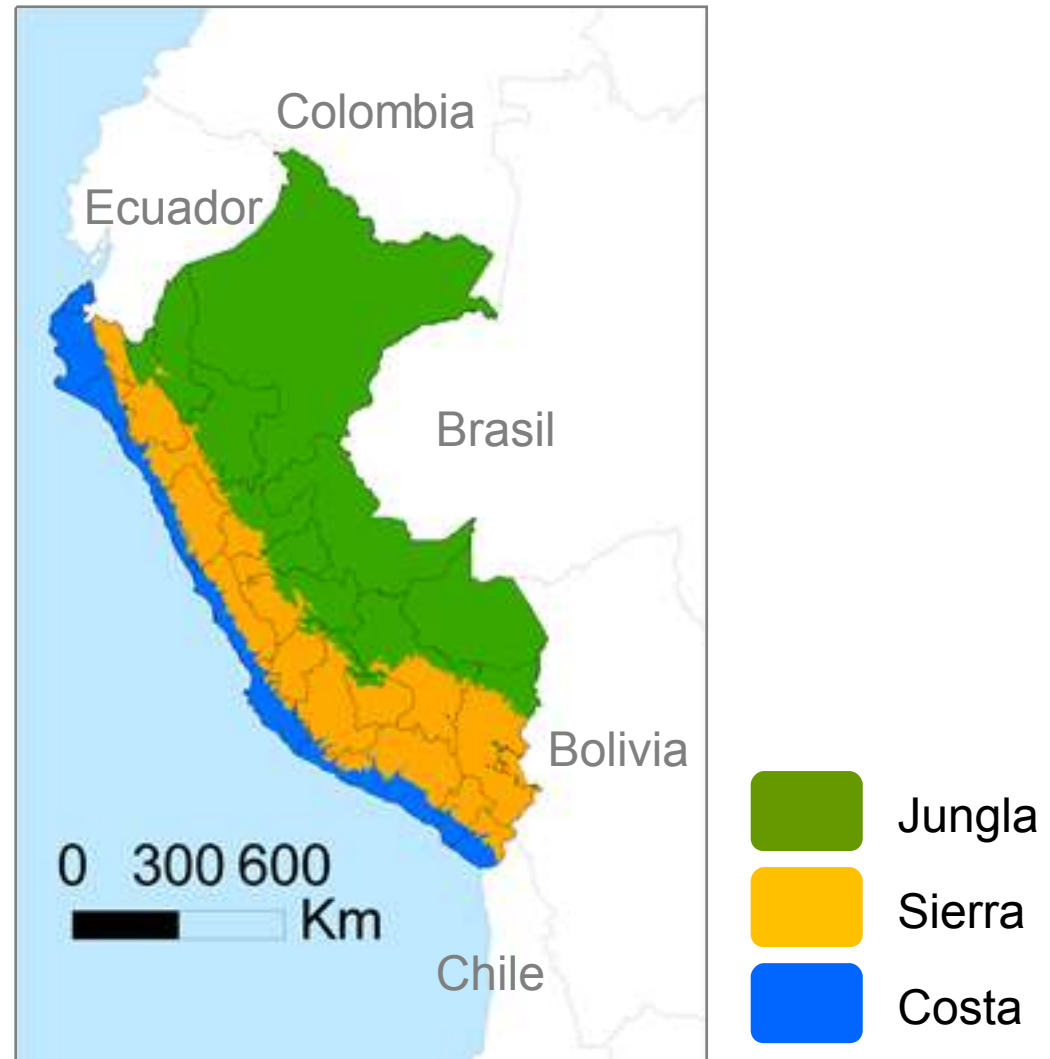 Colombia
Ecuador
Brasil
Bolivia
0 300 600
Km
Chile
Jungla
Sierra
Costa